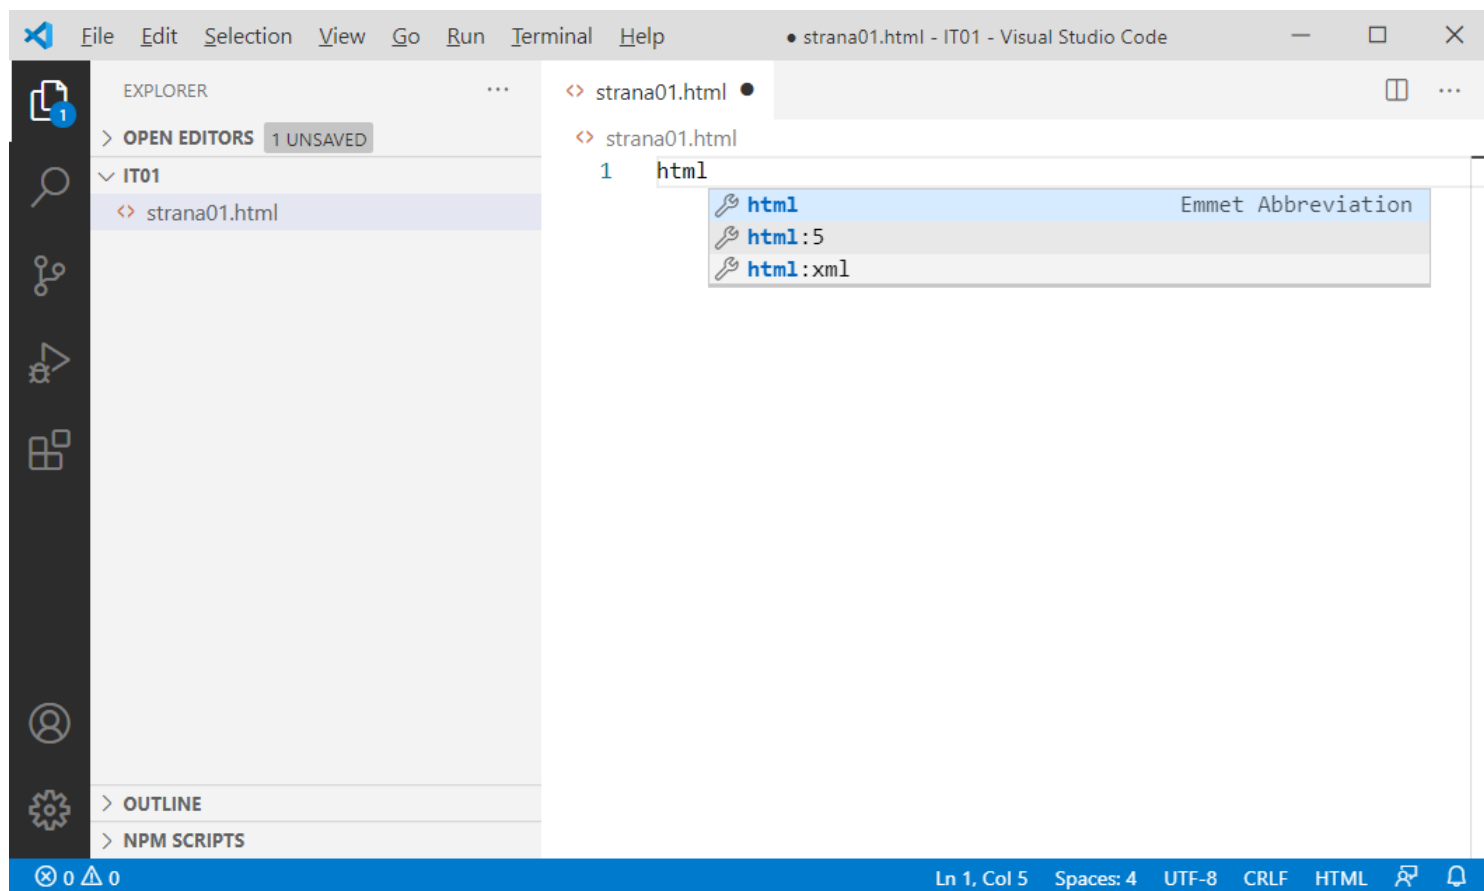 File Edit Selection View Go Run Terminal Help ● strana01.html - IT01 - Visual Studio Code
EXPLORER ···
1
OPEN EDITORS 1 UNSAVED
IT01
strana01.html
OUTLINE
NPM SCRIPTS
strana01.html ●
strana01.html
1 html
html Emmet Abbreviation
html:5
html:xml
0 0 Ln 1, Col 5 Spaces: 4 UTF-8 CRLF HTML